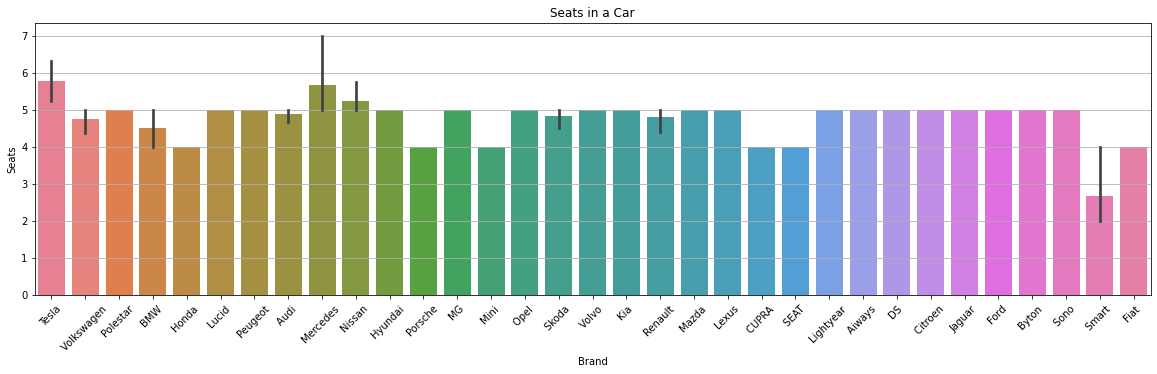 Seats in a Car
7
6
5
4
3
2
1
0
Seats
Tesla
Volkswagen
Polestar
BMW
Honda
Lucid
Peugeot
Audi
Mercedes
Nissan
Hyundai
Porsche
MG
Mini
Opel
Skoda
Volvo
Kia
Renault
Mazda
Lexus
CUPRA
SEAT
Lightyear
Aiways
DS
Citroen
Jaguar
Ford
Byton
Sono
Smart
Fiat
Brand